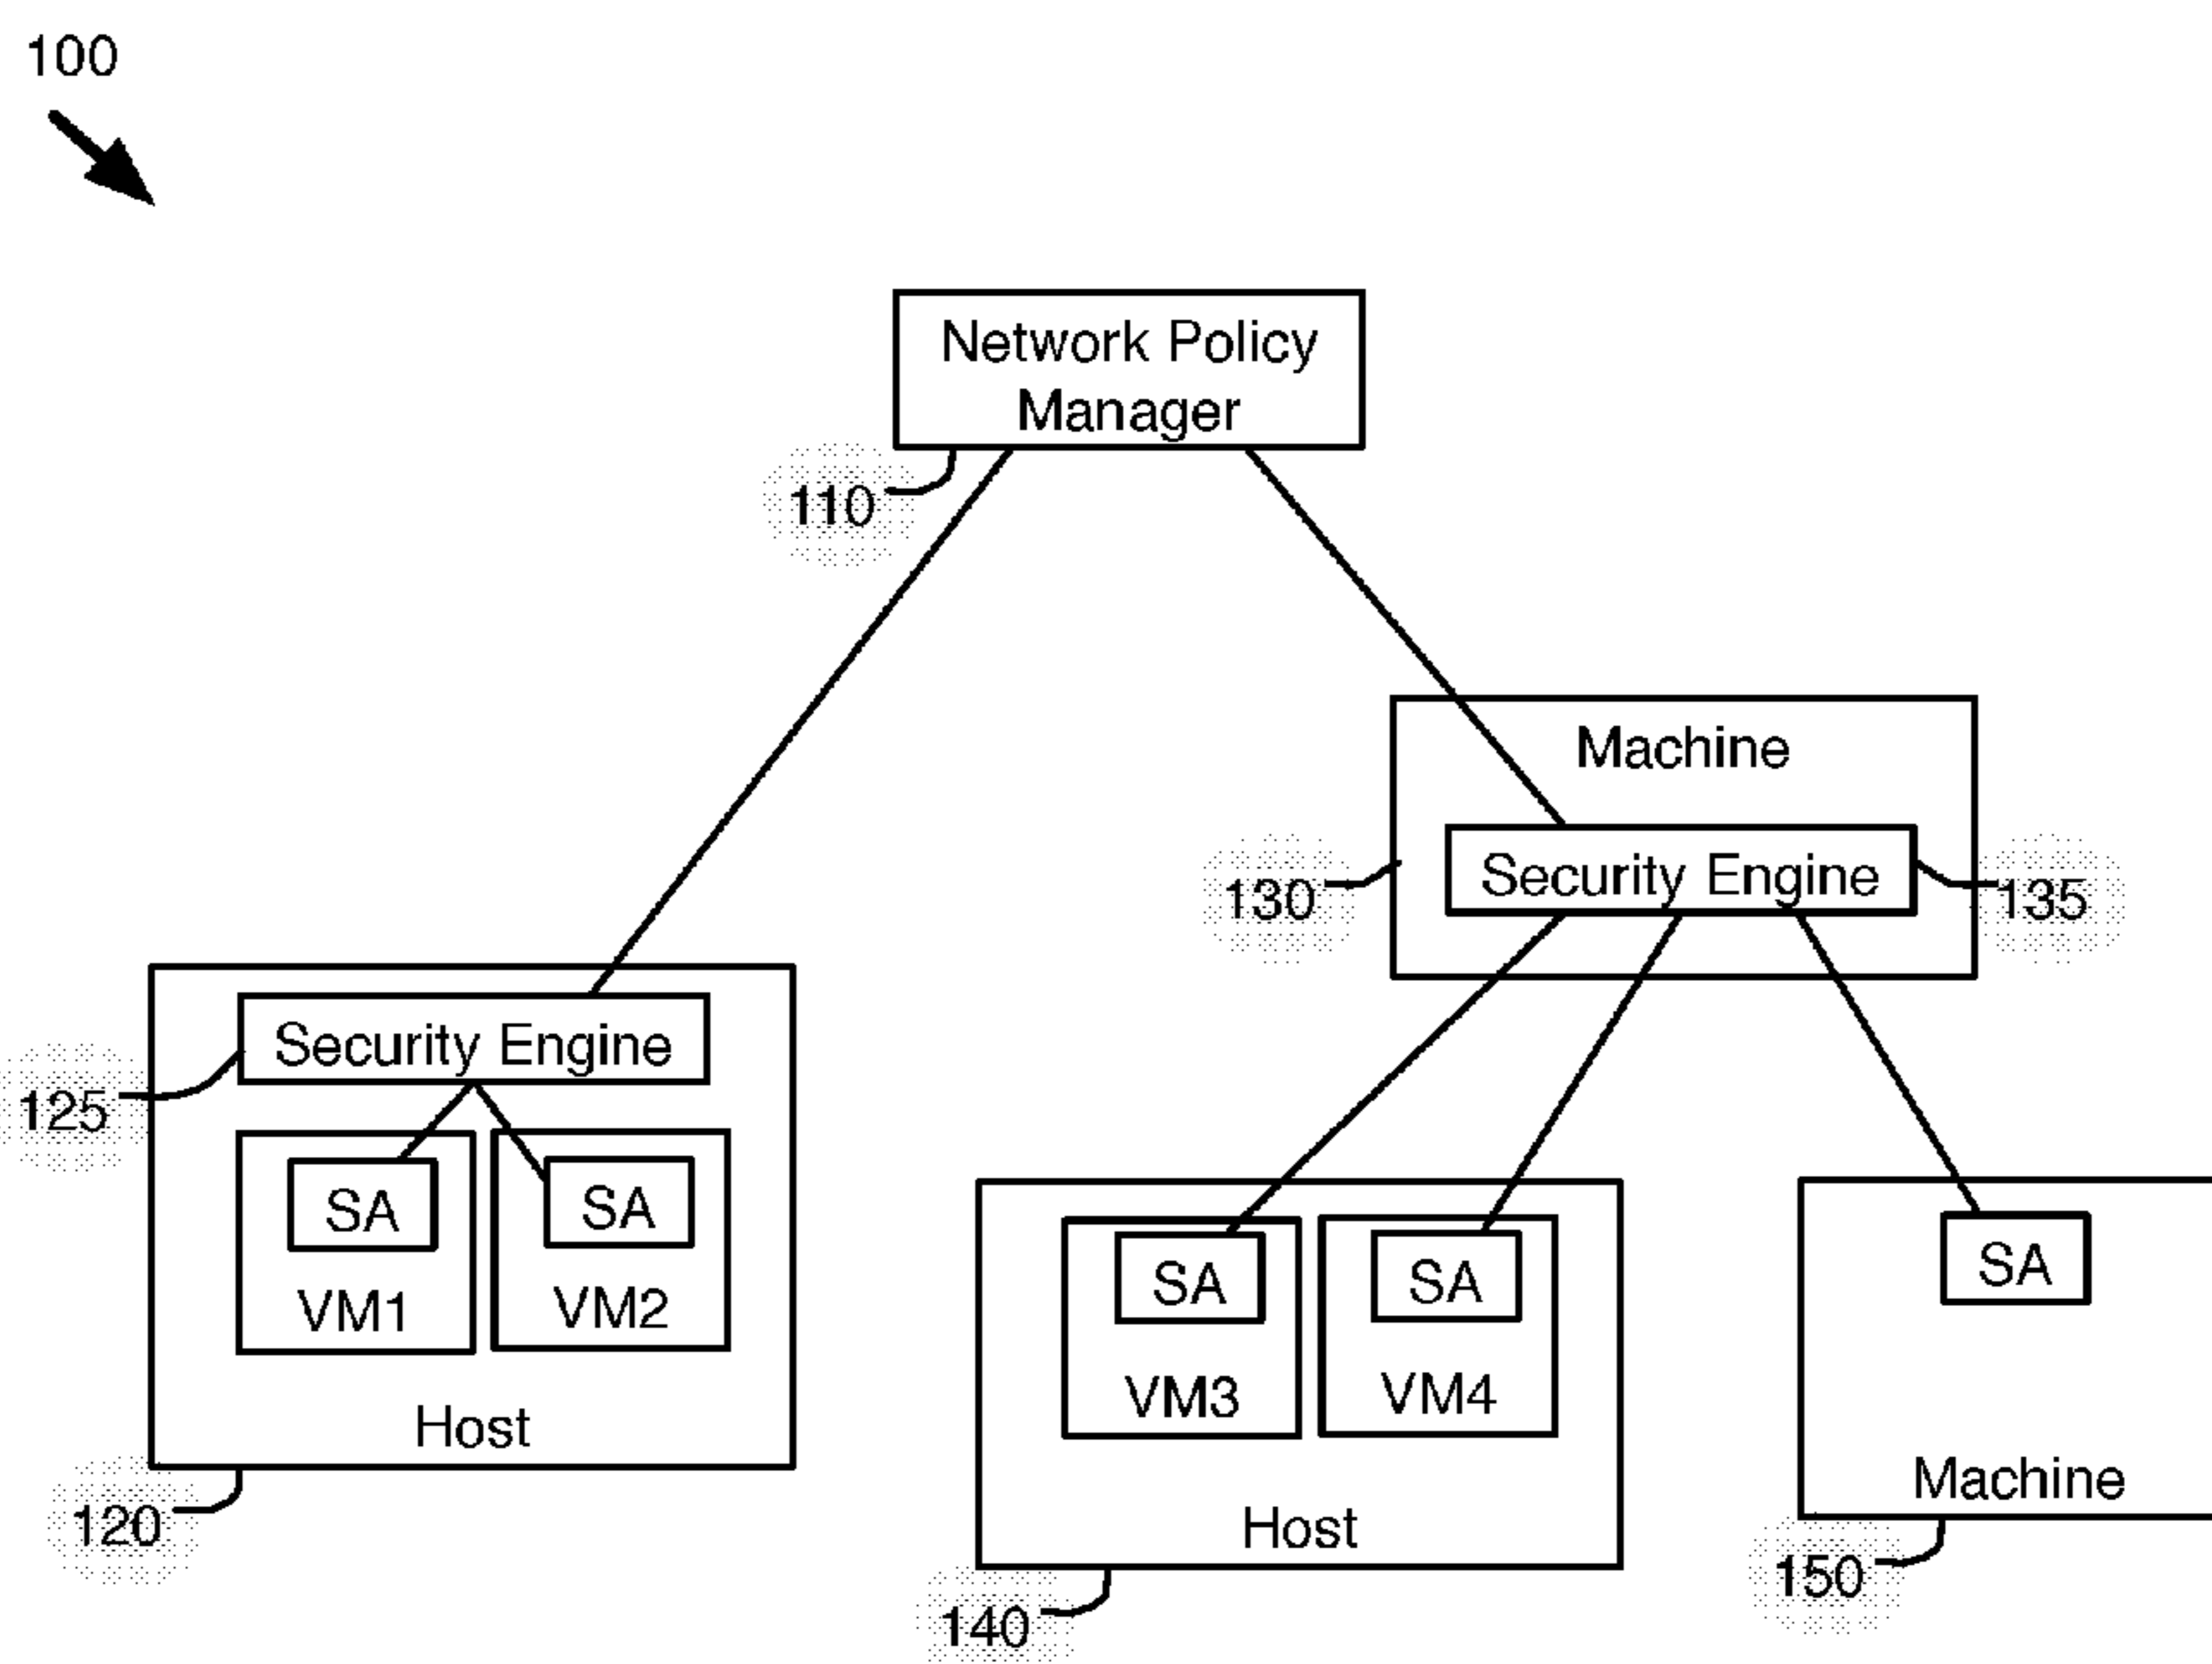 100
Network Policy
Manager
110
Machine
Security Engine
130
135
Security Engine
125
SA
SA
VM1
VM2
Host
120
SA
SA
VM3
VM4
Host
140
SA
Machine
150